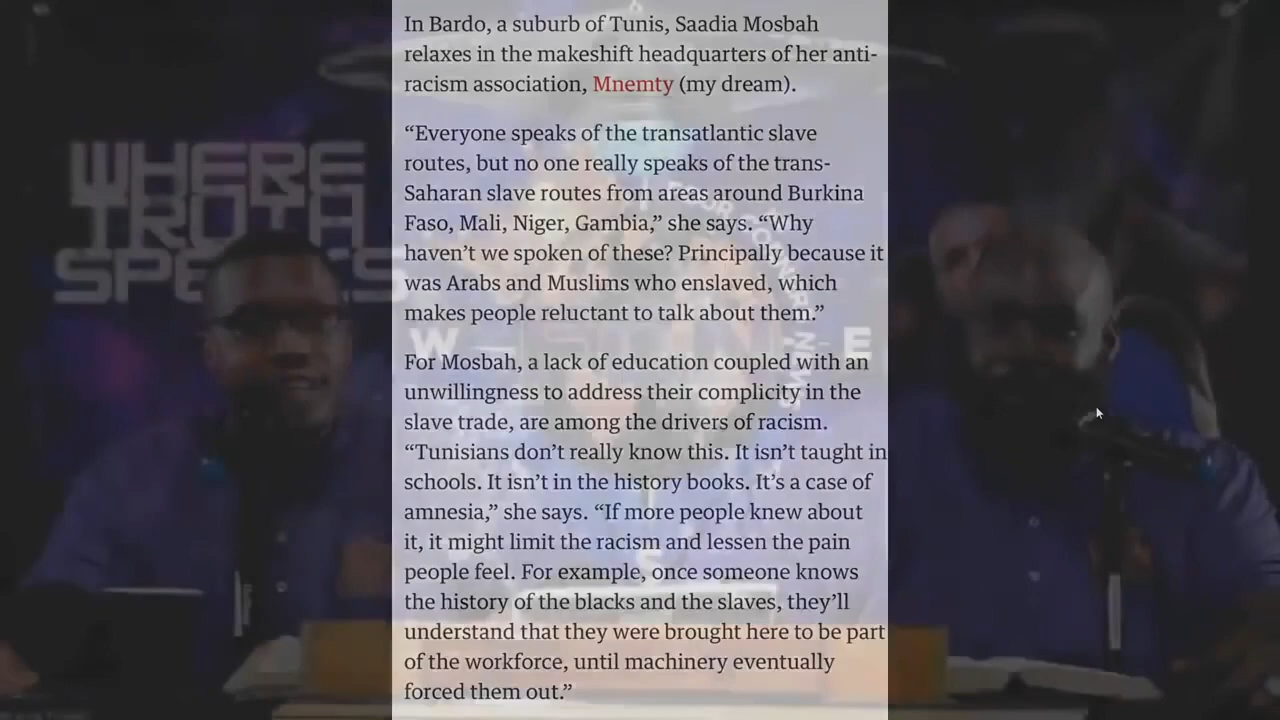 In Bardo, a suburb of Tunis, Saadia Mosbah
relaxes in the makeshift headquarters of her anti-
racism association, Mnemty (my dream).
“Everyone speaks of the transatlantic slave
routes, but no one really speaks of the trans-
Saharan slave routes from areas around Burkina
Faso, Mali, Niger, Gambia,” she says. “Why
haven’t we spoken of these? Principally because it
was Arabs and Muslims who enslaved, which
makes people reluctant to talk about them.”
For Mosbah, a lack of education coupled with an
unwillingness to address their complicity in the
slave trade, are among the drivers of racism.
“Tunisians don’t really know this. It isn’t taught in
schools. It isn’t in the history books. It’s a case of
amnesia,” she says. “If more people knew about
it, it might limit the racism and lessen the pain
people feel. For example, once someone knows
the history of the blacks and the slaves, they’ll
understand that they were brought here to be part
of the workforce, until machinery eventually
forced them out.”
WHERE
TRUTH
SPEAKS
W
E
NEWS